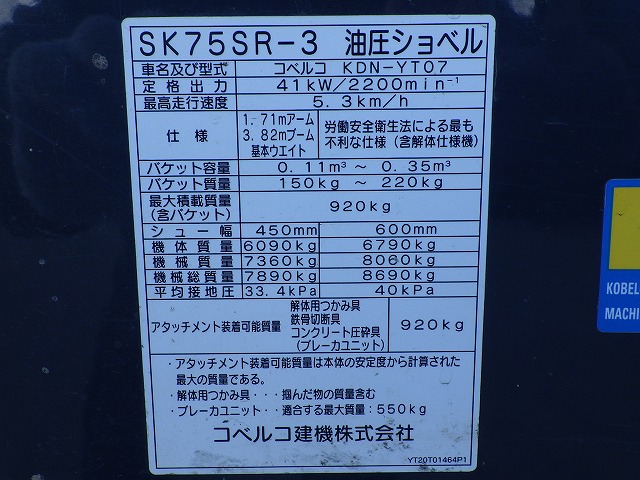 SK75SR-3 油圧ショベル
車名及び型式 コベルコ KDN-YT07
定格出力 41kW/2200min⁻¹
最高走行速度 5.3km/h
仕様 1.71mアーム 3.82mブーム 基本ウエイト 労働安全衛生法による最も不利な仕様(含解体仕様機)
バケット容量 0.11m³ ～ 0.35m³
バケット質量 150kg ～ 220kg
最大積載質量(含バケット) 920kg
シュー幅 450mm 600mm
機体質量 6090kg 6790kg
機械質量 7360kg 8060kg
機械総質量 7890kg 8690kg
平均接地圧 33.4kPa 40kPa
アタッチメント装着可能質量 解体用つかみ具 鉄骨切断具 コンクリート圧砕具 (ブレーカユニット) 920kg
・アタッチメント装着可能質量は本体の安定度から計算された
最大の質量である。
・解体用つかみ具・・・掴んだ物の質量含む
・ブレーカユニット・・適合する最大質量:550kg
コベルコ建機株式会社
YT20T01464P1
KOBEL
MACHI